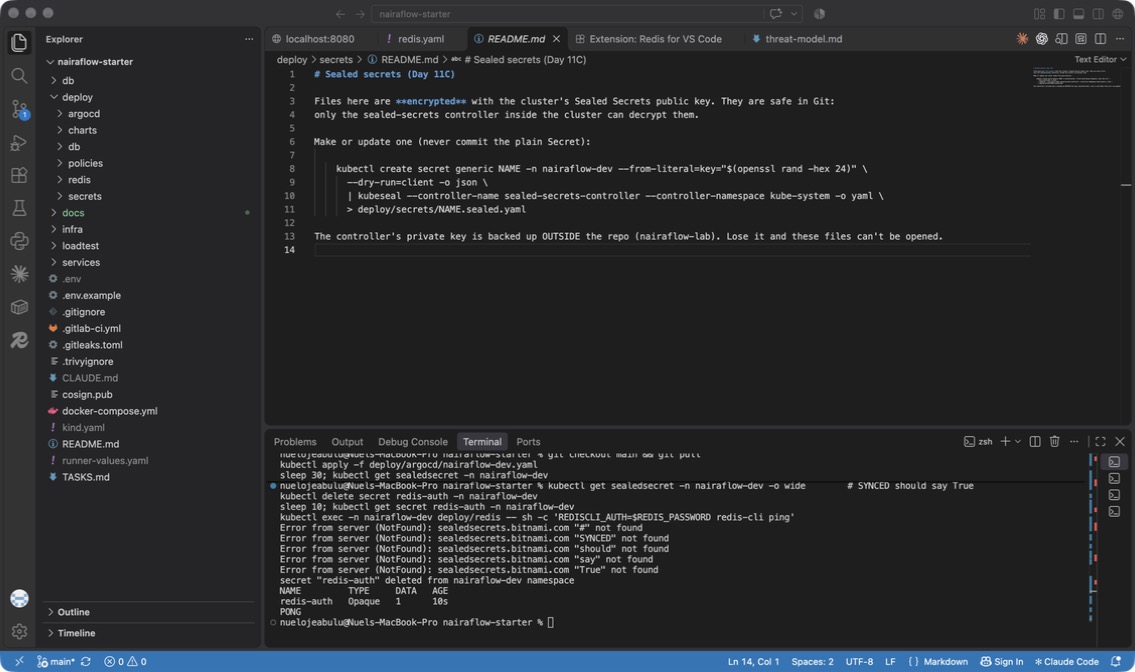 nairaflow-starter
Explorer
nairaflow-starter
db
deploy
argocd
charts
db
policies
redis
secrets
docs
infra
loadtest
services
.env
.env.example
.gitignore
.gitlab-ci.yml
.gitleaks.toml
.trivyignore
CLAUDE.md
cosign.pub
docker-compose.yml
kind.yaml
README.md
runner-values.yaml
TASKS.md
Outline
Timeline
1
localhost:8080
! redis.yaml
README.md
Extension: Redis for VS Code
threat-model.md
deploy > secrets > README.md > # Sealed secrets (Day 11C)
Text Editor
1 # Sealed secrets (Day 11C)
2
3 Files here are **encrypted** with the cluster's Sealed Secrets public key. They are safe in Git:
4 only the sealed-secrets controller inside the cluster can decrypt them.
5
6 Make or update one (never commit the plain Secret):
7
8 kubectl create secret generic NAME -n nairaflow-dev --from-literal=key="$(openssl rand -hex 24)" \
9 --dry-run=client -o json \
10 | kubeseal --controller-name sealed-secrets-controller --controller-namespace kube-system -o yaml \
11 > deploy/secrets/NAME.sealed.yaml
12
13 The controller's private key is backed up OUTSIDE the repo (nairaflow-lab). Lose it and these files can't be opened.
14
Problems Output Debug Console Terminal Ports
zsh
nuelojeabulu@Nuels-MacBook-Pro nairaflow-starter % git checkout main && git pull
kubectl apply -f deploy/argocd/nairaflow-dev.yaml
sleep 30; kubectl get sealedsecret -n nairaflow-dev
nuelojeabulu@Nuels-MacBook-Pro nairaflow-starter % kubectl get sealedsecret -n nairaflow-dev -o wide # SYNCED should say True
kubectl delete secret redis-auth -n nairaflow-dev
sleep 10; kubectl get secret redis-auth -n nairaflow-dev
kubectl exec -n nairaflow-dev deploy/redis -- sh -c 'REDISCLI_AUTH=$REDIS_PASSWORD redis-cli ping'
Error from server (NotFound): sealedsecrets.bitnami.com "#" not found
Error from server (NotFound): sealedsecrets.bitnami.com "SYNCED" not found
Error from server (NotFound): sealedsecrets.bitnami.com "should" not found
Error from server (NotFound): sealedsecrets.bitnami.com "say" not found
Error from server (NotFound): sealedsecrets.bitnami.com "True" not found
secret "redis-auth" deleted from nairaflow-dev namespace
NAME TYPE DATA AGE
redis-auth Opaque 1 10s
PONG
nuelojeabulu@Nuels-MacBook-Pro nairaflow-starter %
main* 0 0 Ln 14, Col 1 Spaces: 2 UTF-8 LF {} Markdown Sign In Claude Code